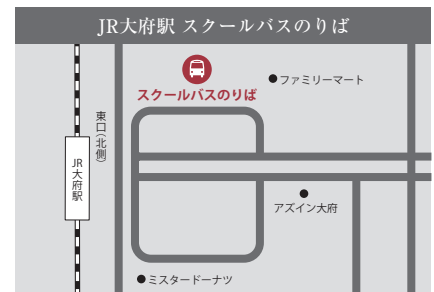 JR大府駅 スクールバスのりば
スクールバスのりば
●ファミリーマート
東口(北側)
JR大府駅
アズイン大府
●ミスタードーナツ